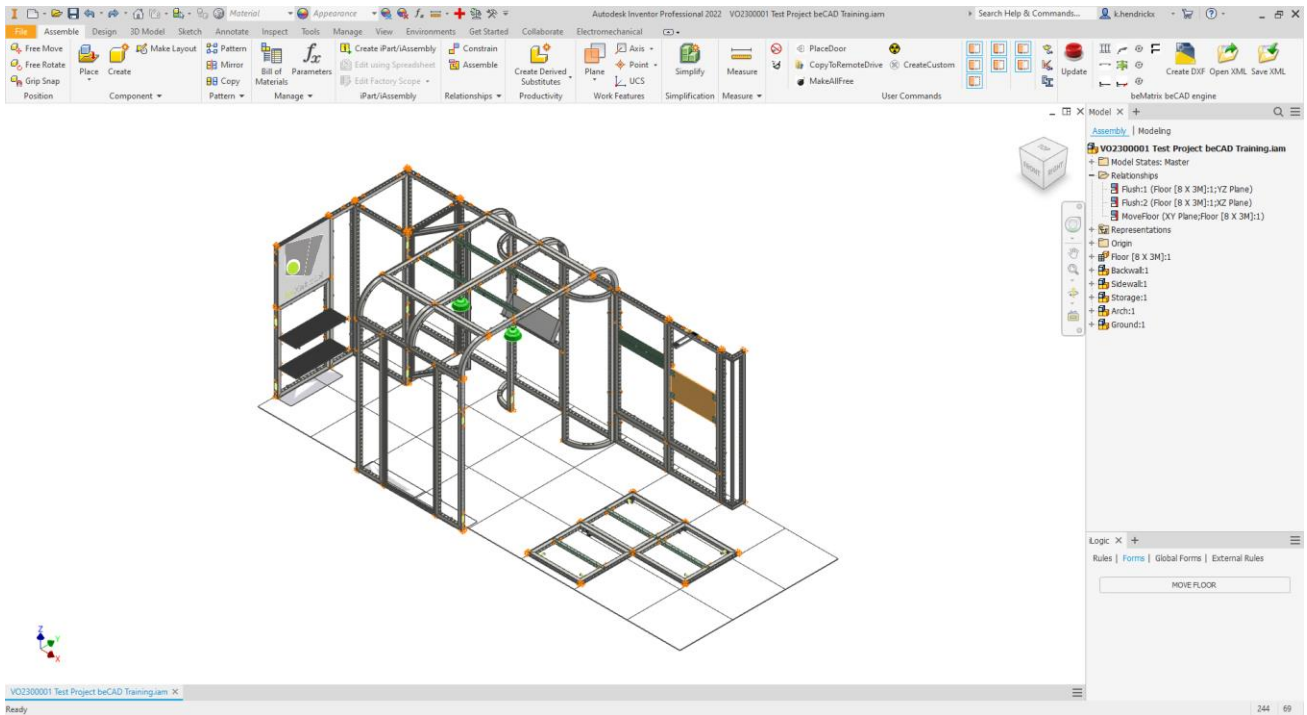 Material
Appearance
Autodesk Inventor Professional 2022 VO2300001 Test Project beCAD Training.iam
Search Help & Commands...
k.hendrickx
File Assemble Design 3D Model Sketch Annotate Inspect Tools Manage View Environments Get Started Collaborate Electromechanical
Free Move
Free Rotate
Grip Snap
Position
Place
Create
Make Layout
Component
Pattern
Mirror
Copy
Pattern
Bill of Materials
fx
Parameters
Manage
Create iPart/iAssembly
Edit using Spreadsheet
Edit Factory Scope
iPart/iAssembly
Constrain
Assemble
Relationships
Create Derived Substitutes
Productivity
Plane
Axis
Point
UCS
Work Features
Simplify
Simplification
Measure
Measure
PlaceDoor
CopyToRemoteDrive
MakeAllFree
CreateCustom
User Commands
Update
Create DXF Open XML Save XML
beMatrix beCAD engine
TOP
FRONT
RIGHT
Model
Assembly | Modeling
VO2300001 Test Project beCAD Training.iam
Model States: Master
Relationships
Flush:1 (Floor [8 X 3M]:1;YZ Plane)
Flush:2 (Floor [8 X 3M]:1;XZ Plane)
MoveFloor (XY Plane;Floor [8 X 3M]:1)
Representations
Origin
Floor [8 X 3M]:1
Backwall:1
Sidewall:1
Storage:1
Arch:1
Ground:1
iLogic
Rules | Forms | Global Forms | External Rules
MOVE FLOOR
Z
Y
X
VO2300001 Test Project beCAD Training.iam
Ready
244 69